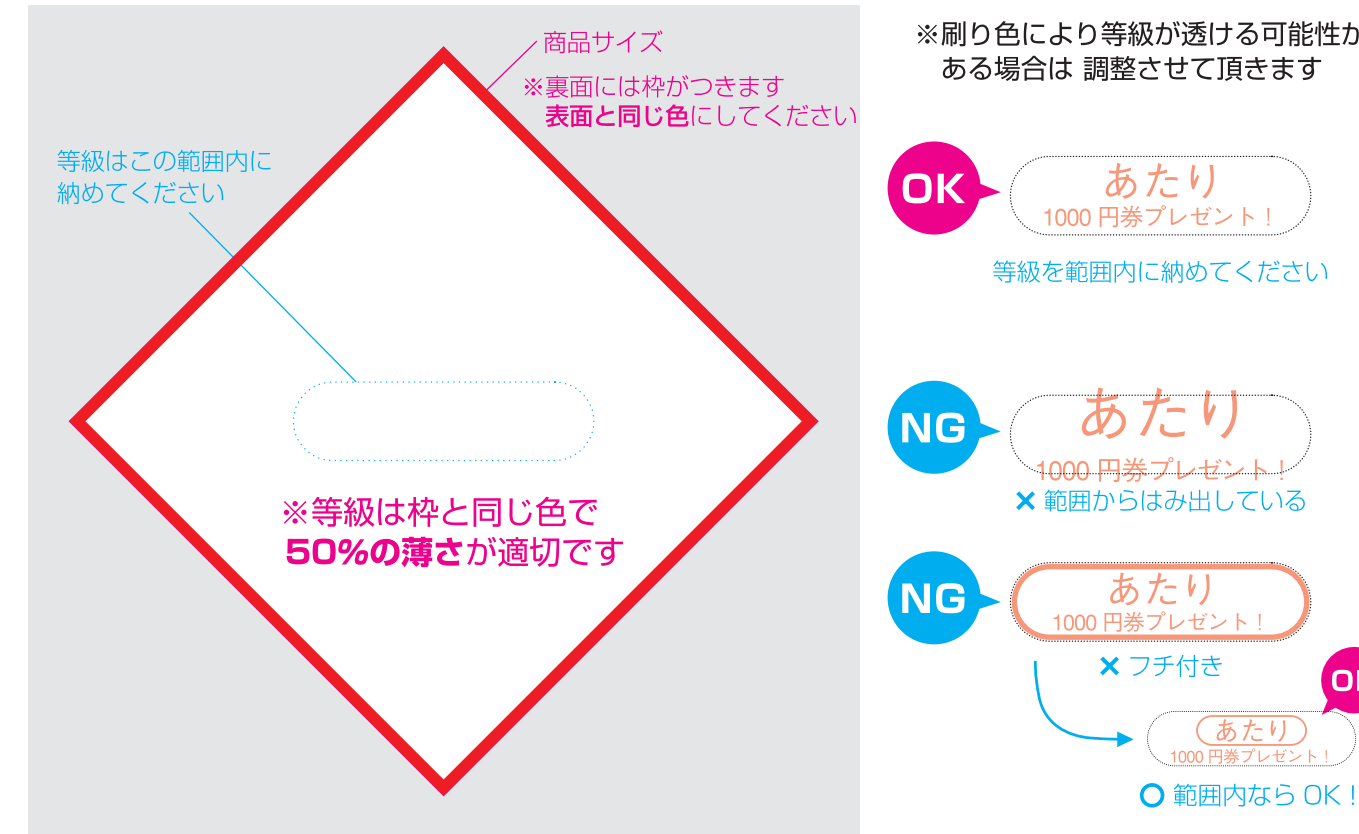 商品サイズ
※裏面には枠がつきます
表面と同じ色にしてください
等級はこの範囲内に
納めてください
※等級は枠と同じ色で
50%の薄さが適切です
※刷り色により等級が透ける可能性が
ある場合は 調整させて頂きます
OK
あたり
1000 円券プレゼント！
等級を範囲内に納めてください
NG
あたり
1000 円券プレゼント！
× 範囲からはみ出している
NG
あたり
1000 円券プレゼント！
× フチ付き
OK
あたり
1000 円券プレゼント！
○ 範囲内なら OK！